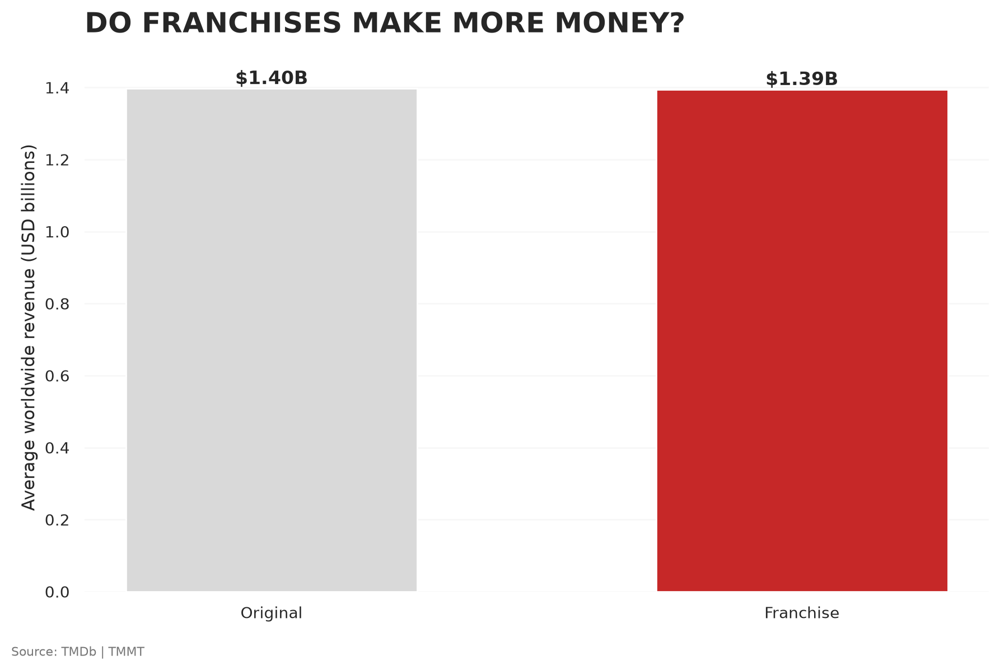 DO FRANCHISES MAKE MORE MONEY?
$1.40B
$1.39B
Average worldwide revenue (USD billions)
1.4
1.2
1.0
0.8
0.6
0.4
0.2
0.0
Original
Franchise
Source: TMDb | TMMT